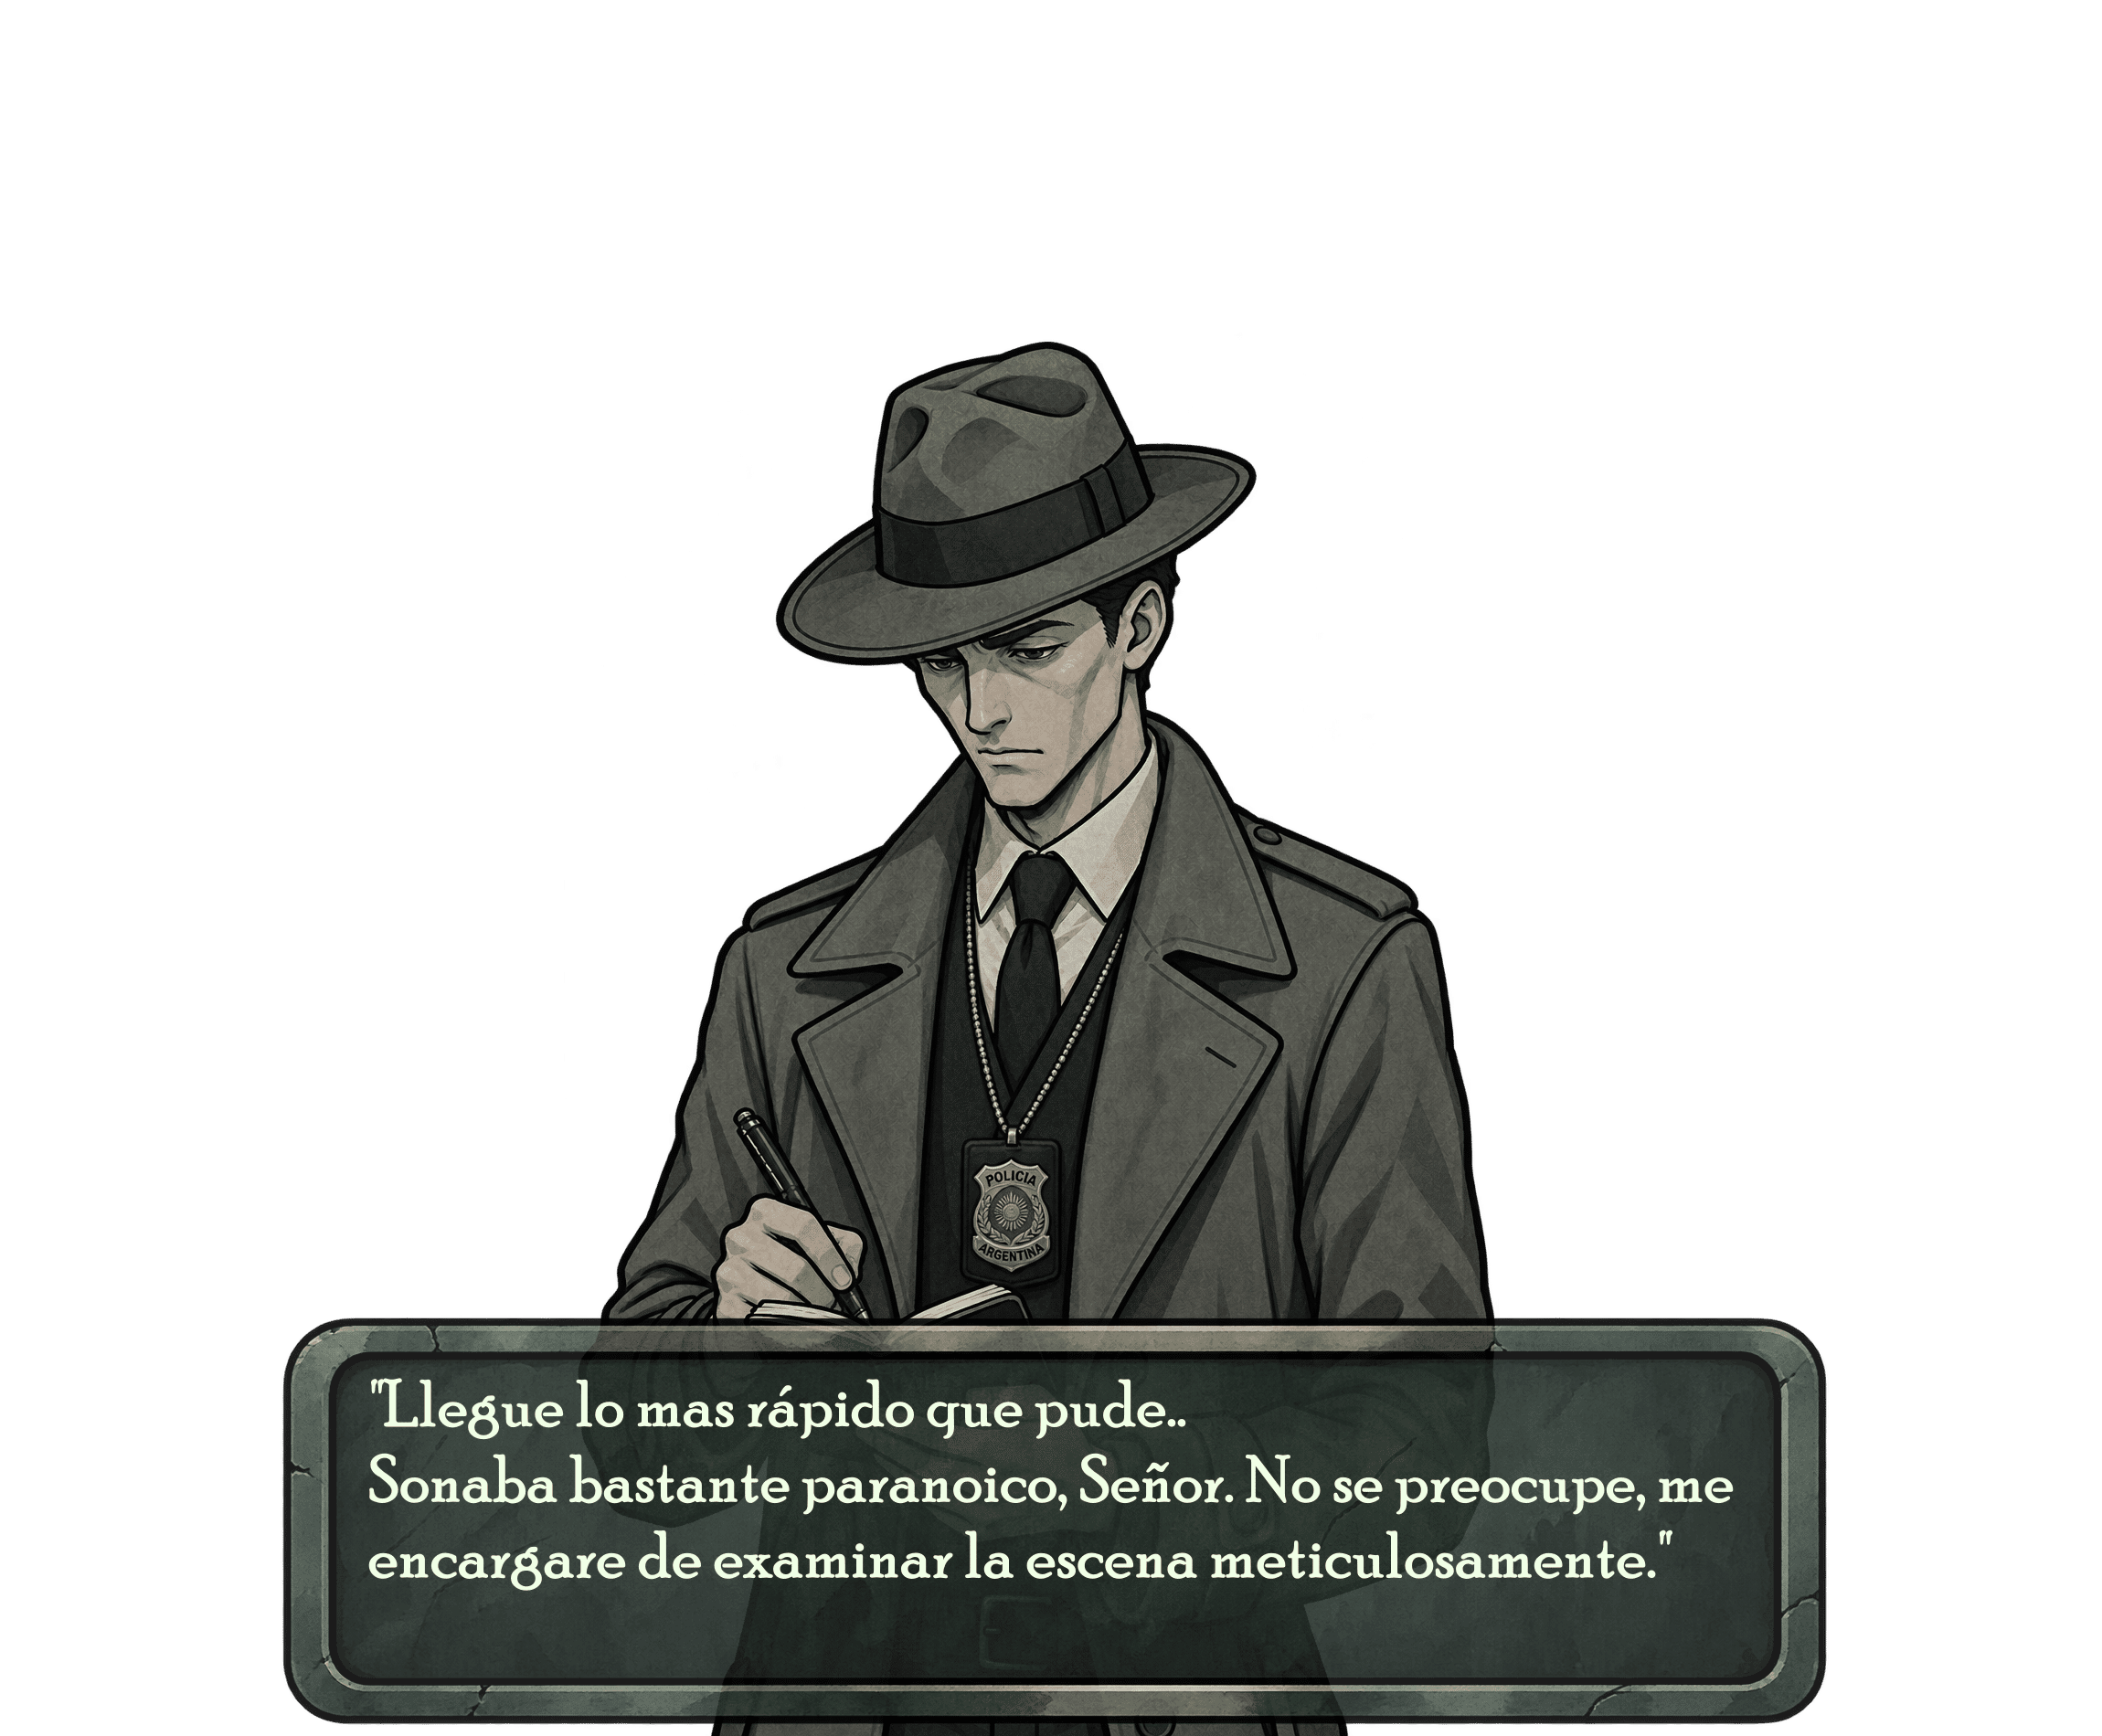 POLICIA
ARGENTINA
"Llegue lo mas rápido que pude..
Sonaba bastante paranoico, Señor. No se preocupe, me
encargare de examinar la escena meticulosamente."